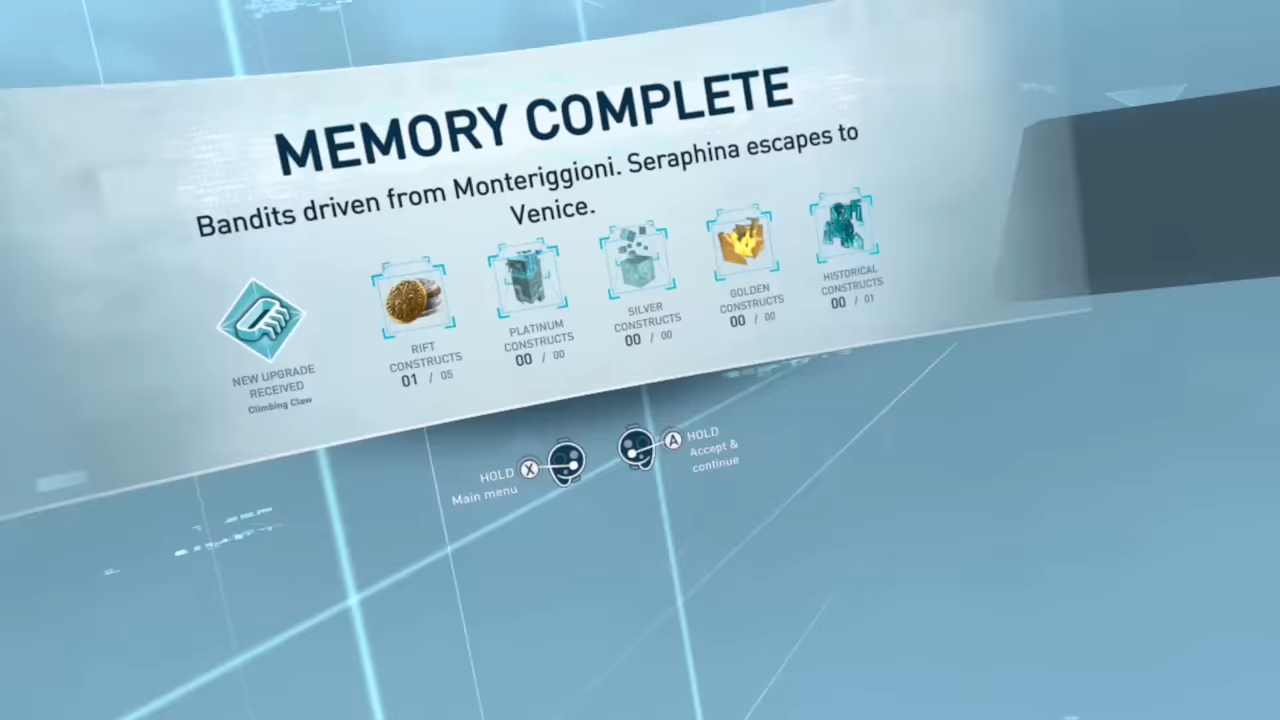 MEMORY COMPLETE
Bandits driven from Monteriggioni. Seraphina escapes to
Venice.
NEW UPGRADE
RECEIVED
Climbing Claw
RIFT
CONSTRUCTS
01 / 05
PLATINUM
CONSTRUCTS
00 / 00
SILVER
CONSTRUCTS
00 / 00
GOLDEN
CONSTRUCTS
00 / 00
HISTORICAL
CONSTRUCTS
00 / 01
HOLD X
Main menu
A HOLD
Accept &
continue